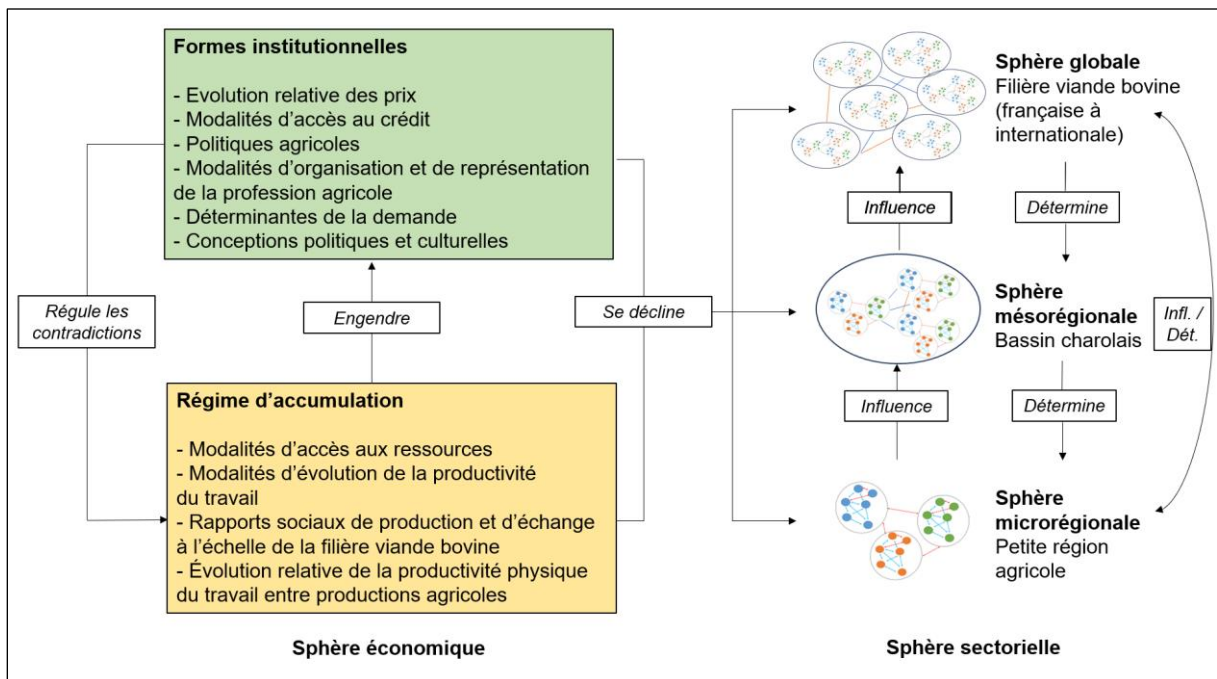 Formes institutionnelles
- Evolution relative des prix
- Modalités d'accès au crédit
- Politiques agricoles
- Modalités d'organisation et de représentation
de la profession agricole
- Déterminantes de la demande
- Conceptions politiques et culturelles
Régule les
contradictions
Engendre
Se décline
Régime d'accumulation
- Modalités d'accès aux ressources
- Modalités d'évolution de la productivité
du travail
- Rapports sociaux de production et d'échange
à l'échelle de la filière viande bovine
- Évolution relative de la productivité physique
du travail entre productions agricoles
Sphère économique
Sphère globale
Filière viande bovine
(française à
internationale)
Influence
Détermine
Sphère
mésorégionale
Bassin charolais
Infl. /
Dét.
Influence
Détermine
Sphère
microrégionale
Petite région
agricole
Sphère sectorielle